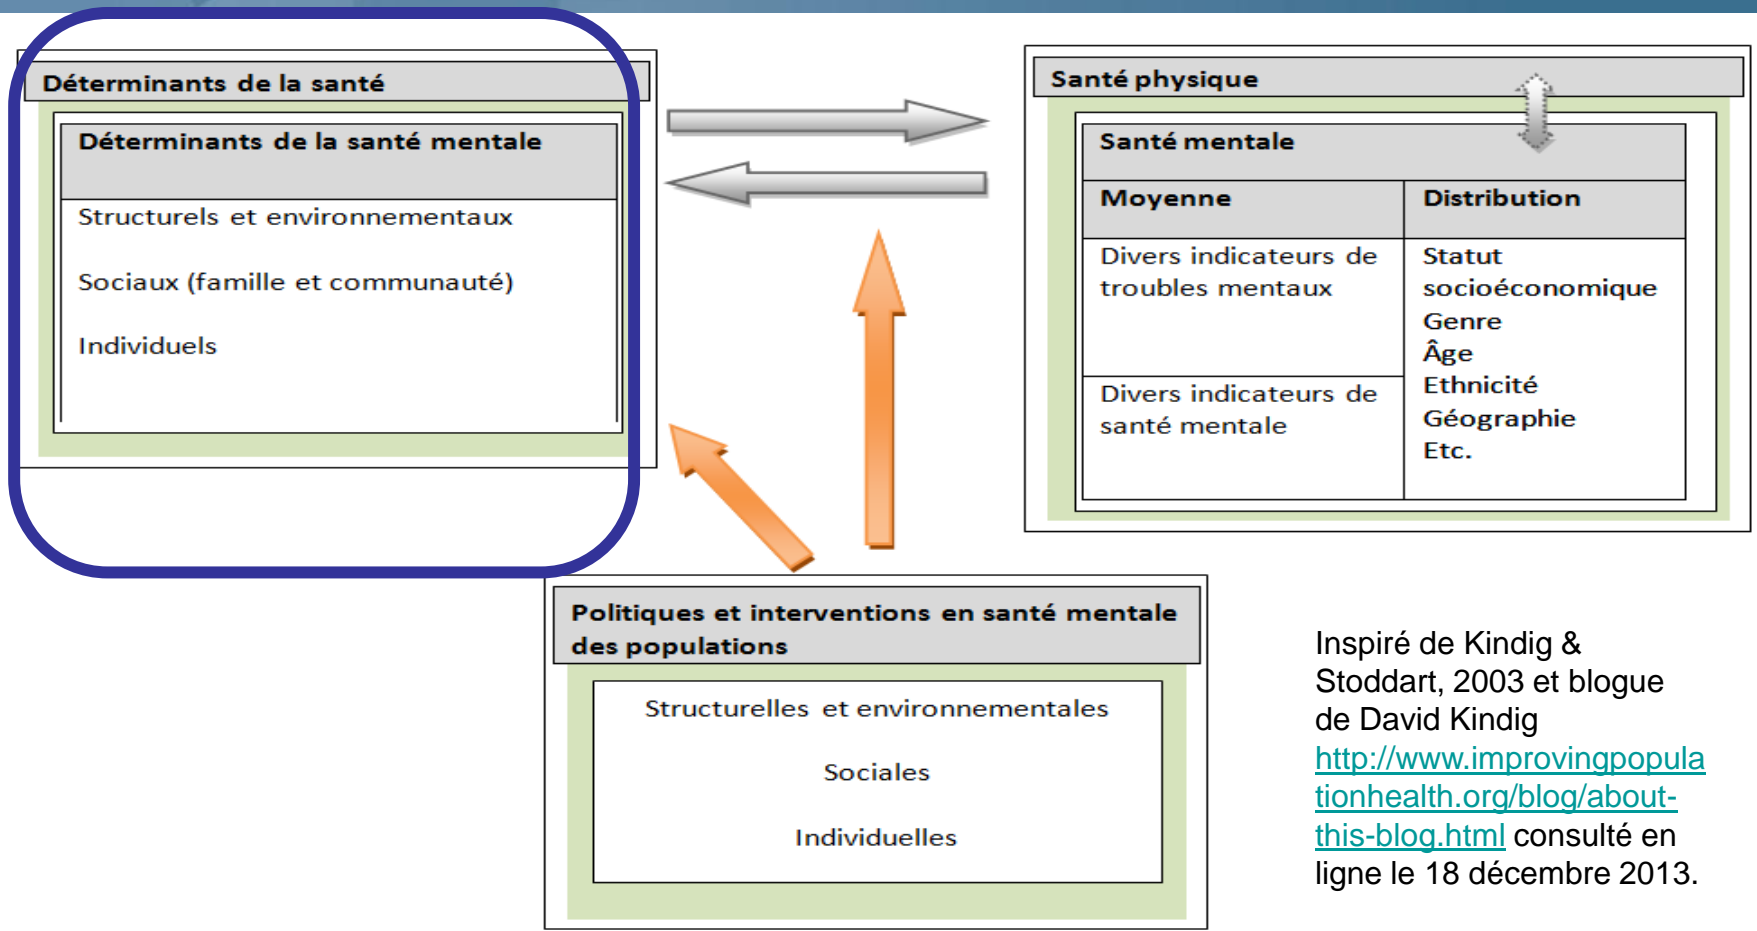 Déterminants de la santé
Déterminants de la santé mentale
Structurels et environnementaux
Sociaux (famille et communauté)
Individuels
Santé physique
Santé mentale
Moyenne
Distribution
Divers indicateurs de
troubles mentaux
Divers indicateurs de
santé mentale
Statut
socioéconomique
Genre
Âge
Ethnicité
Géographie
Etc.
Politiques et interventions en santé mentale
des populations
Structurelles et environnementales
Sociales
Individuelles
Inspiré de Kindig &
Stoddart, 2003 et blogue
de David Kindig
http://www.improvingpopula
tionhealth.org/blog/about-
this-blog.html consulté en
ligne le 18 décembre 2013.